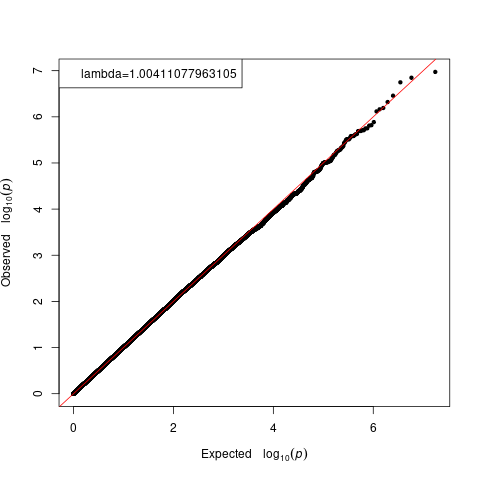 lambda=1.00411077963105
7
6
5
4
3
2
1
0
Observed log₁₀(p)
0 2 4 6
Expected log₁₀(p)